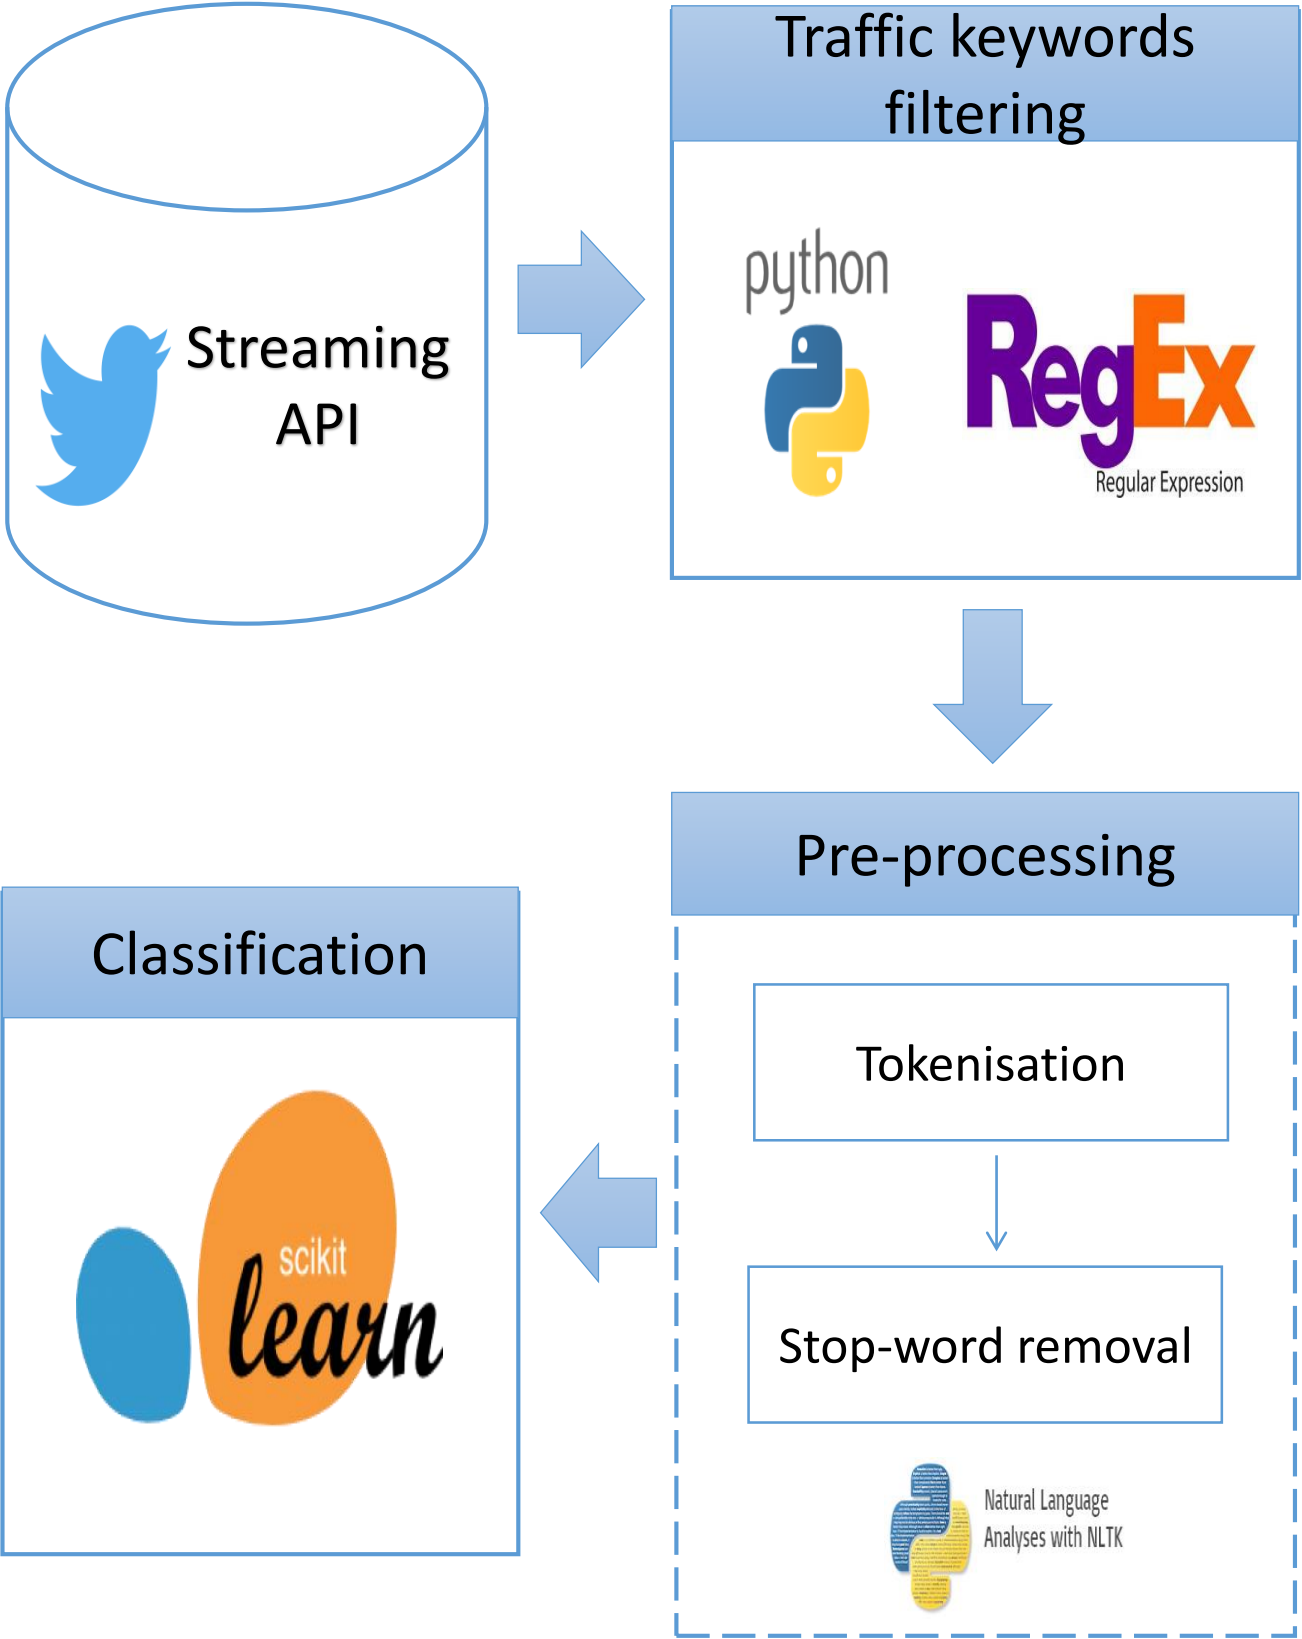 Streaming
API
Traffic keywords
filtering
python
RegEx
Regular Expression
Pre-processing
Tokenisation
Stop-word removal
Natural Language
Analyses with NLTK
Classification
scikit
learn